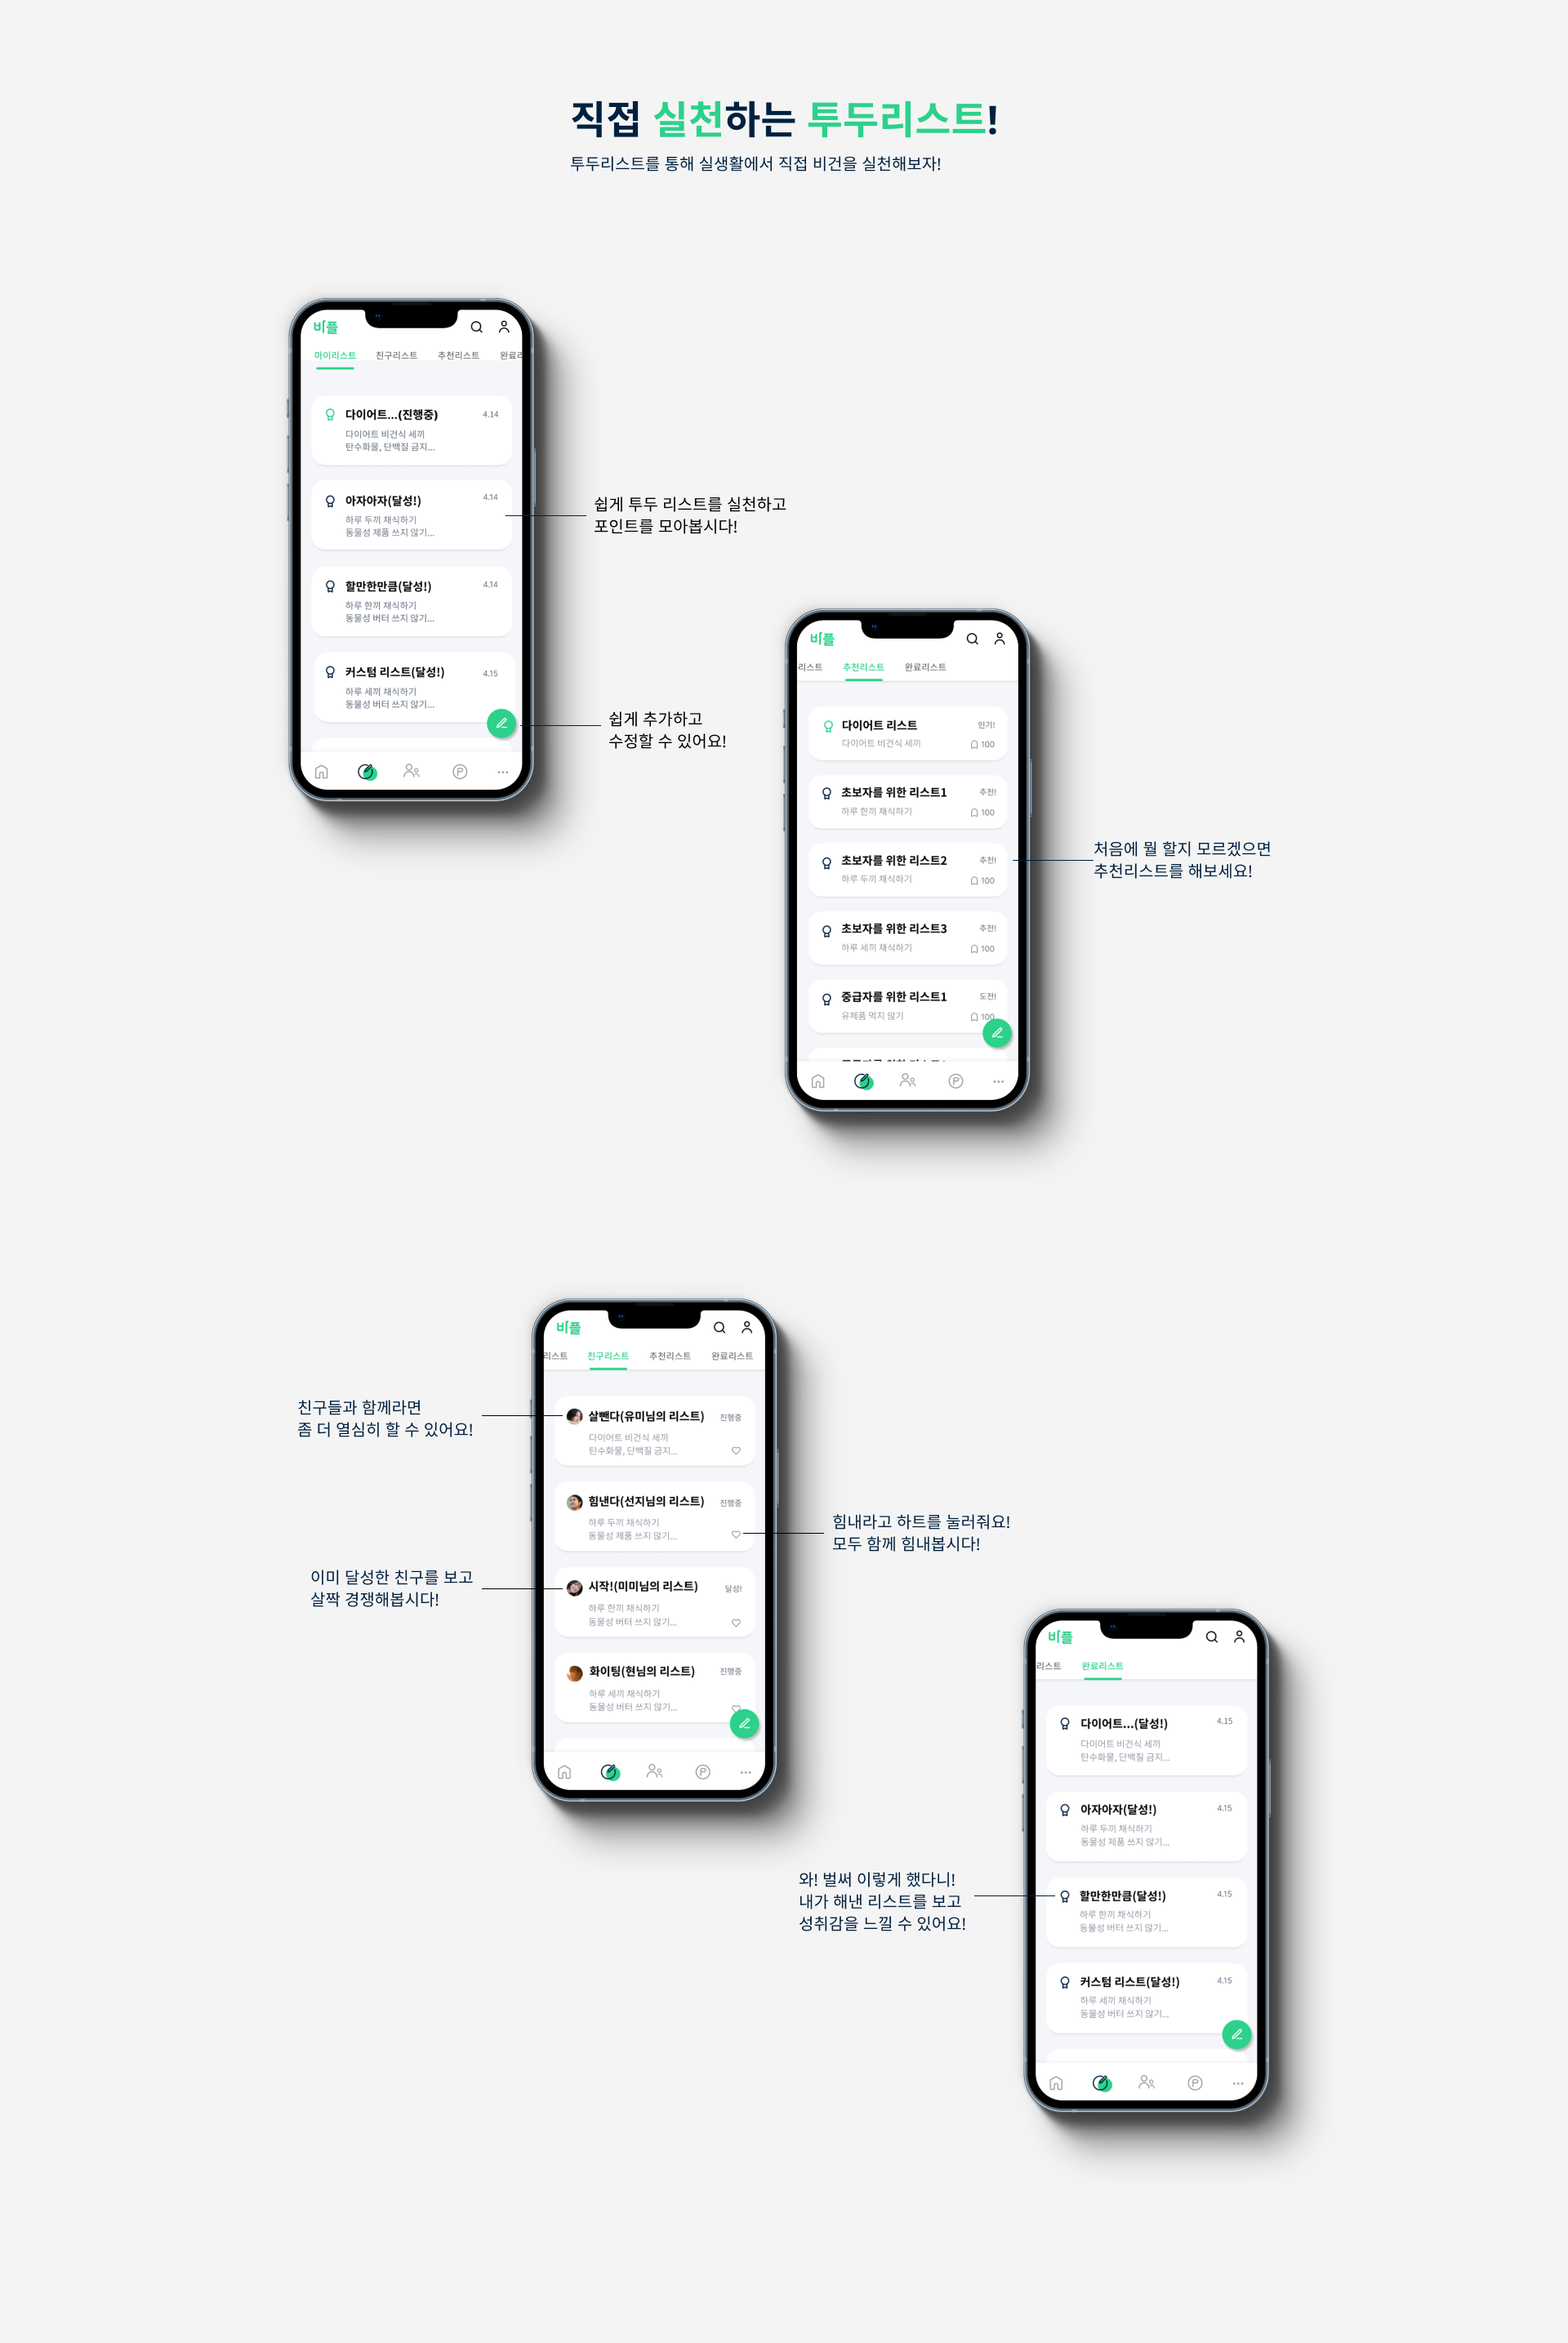 직접 실천하는 투두리스트!
투두리스트를 통해 실생활에서 직접 비건을 실천해보자!
비플
마이리스트 친구리스트 추천리스트 완료리
다이어트...(진행중) 4.14
다이어트 비건식 세끼
탄수화물, 단백질 금지...
아자아자(달성!) 4.14
하루 두끼 채식하기
동물성 제품 쓰지 않기...
할만한만큼(달성!) 4.14
하루 한끼 채식하기
동물성 버터 쓰지 않기...
커스텀 리스트(달성!) 4.15
하루 세끼 채식하기
동물성 버터 쓰지 않기...
쉽게 투두 리스트를 실천하고
포인트를 모아봅시다!
쉽게 추가하고
수정할 수 있어요!
비플
리스트 추천리스트 완료리스트
다이어트 리스트 인기!
다이어트 비건식 세끼 100
초보자를 위한 리스트1 추천!
하루 한끼 채식하기 100
초보자를 위한 리스트2 추천!
하루 두끼 채식하기 100
초보자를 위한 리스트3 추천!
하루 세끼 채식하기 100
중급자를 위한 리스트1 도전!
유제품 먹지 않기 100
처음에 뭘 할지 모르겠으면
추천리스트를 해보세요!
비플
리스트 친구리스트 추천리스트 완료리스트
살뺀다(유미님의 리스트) 진행중
다이어트 비건식 세끼
탄수화물, 단백질 금지...
힘낸다(선지님의 리스트) 진행중
하루 두끼 채식하기
동물성 제품 쓰지 않기...
시작!(미미님의 리스트) 달성!
하루 한끼 채식하기
동물성 버터 쓰지 않기...
화이팅(현님의 리스트) 진행중
하루 세끼 채식하기
동물성 버터 쓰지 않기...
친구들과 함께라면
좀 더 열심히 할 수 있어요!
힘내라고 하트를 눌러줘요!
모두 함께 힘내봅시다!
이미 달성한 친구를 보고
살짝 경쟁해봅시다!
비플
리스트 완료리스트
다이어트...(달성!) 4.15
다이어트 비건식 세끼
탄수화물, 단백질 금지...
아자아자(달성!) 4.15
하루 두끼 채식하기
동물성 제품 쓰지 않기...
할만한만큼(달성!) 4.15
하루 한끼 채식하기
동물성 버터 쓰지 않기...
커스텀 리스트(달성!) 4.15
하루 세끼 채식하기
동물성 버터 쓰지 않기...
와! 벌써 이렇게 했다니!
내가 해낸 리스트를 보고
성취감을 느낄 수 있어요!